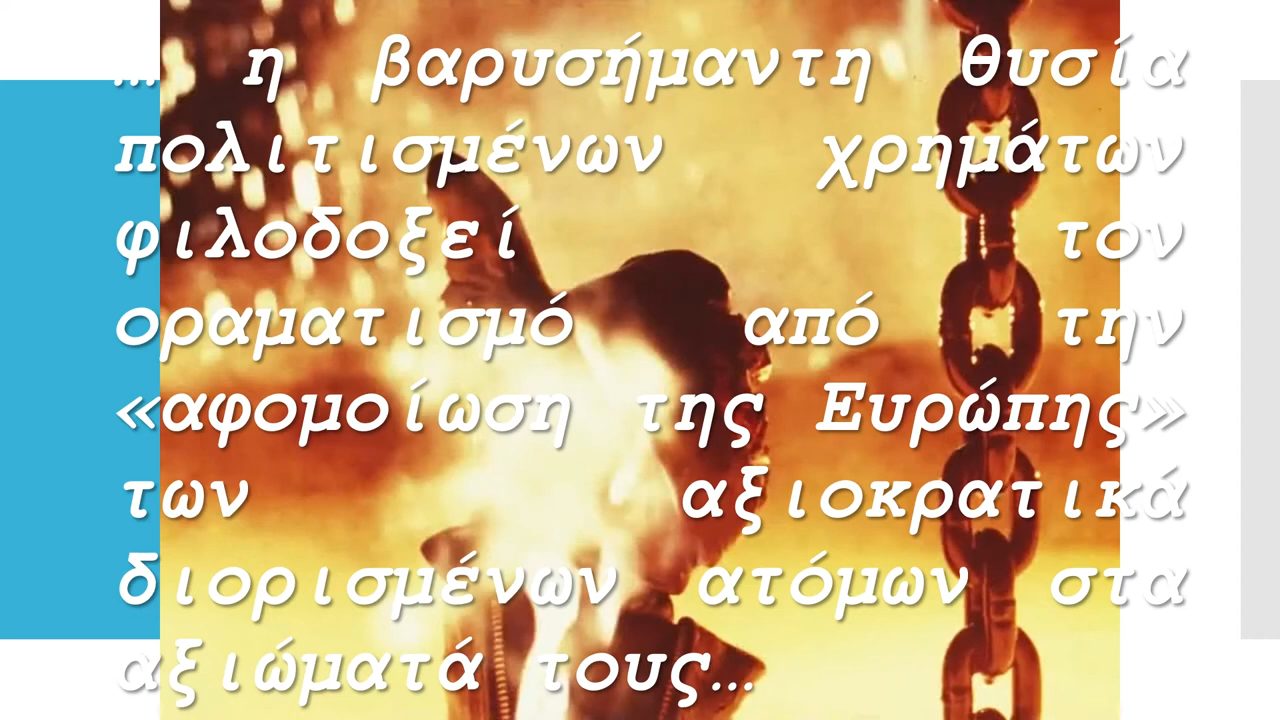 … η βαρυσήμαντη θυσία
πολιτισμένων χρημάτων
φιλοδοξεί τον
οραματισμό από την
«αφομοίωση της Ευρώπης»
των αξιοκρατικά
διορισμένων ατόμων στα
αξιώματά τους…